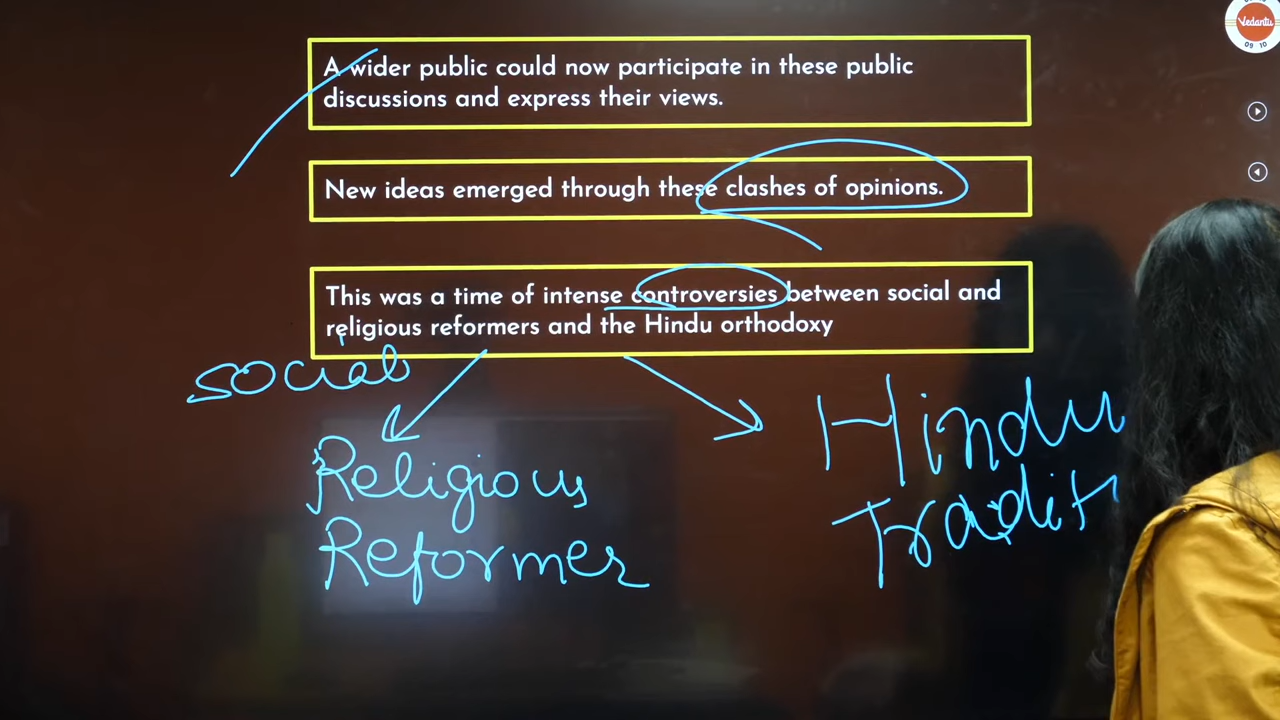 Vedantu
09 10
A wider public could now participate in these public
discussions and express their views.
New ideas emerged through these clashes of opinions.
This was a time of intense controversies between social and
religious reformers and the Hindu orthodoxy
social
Religious
Reformer
Hindu
Tradit